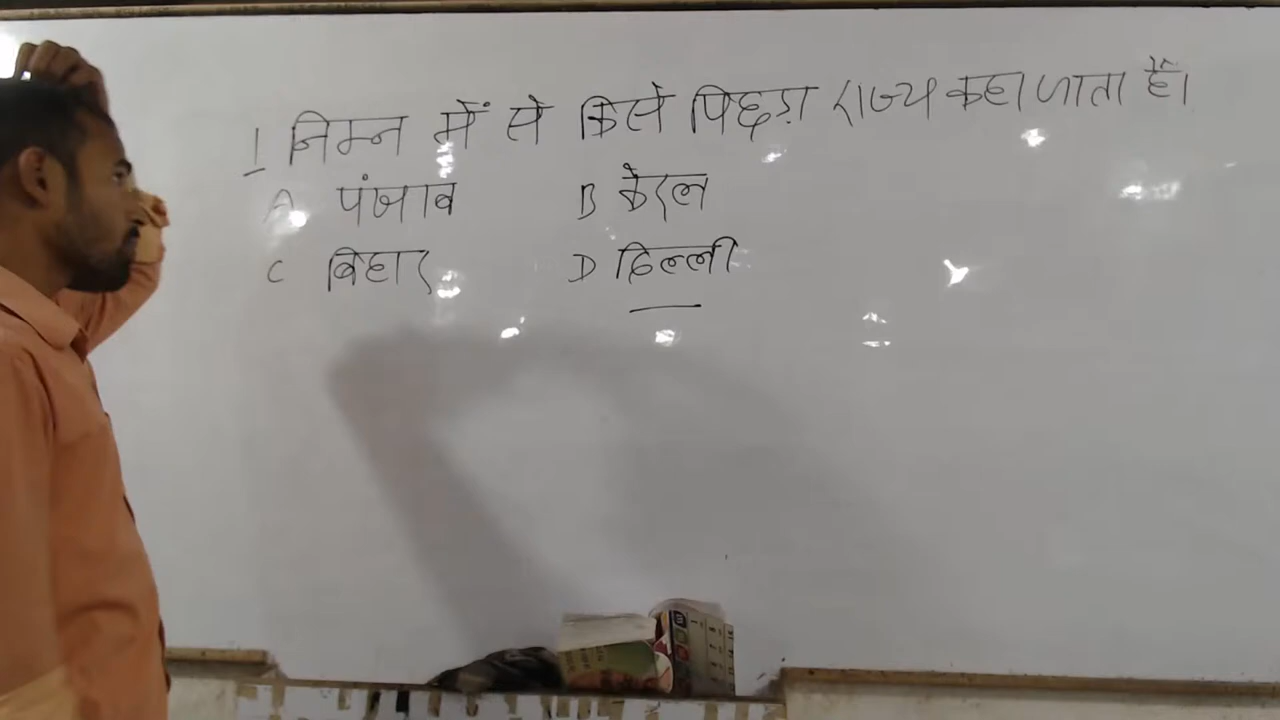 1 निम्न में से किसे पिछड़ा राज्य कहा जाता हैं।
A पंजाब B केरल
C बिहार D दिल्ली